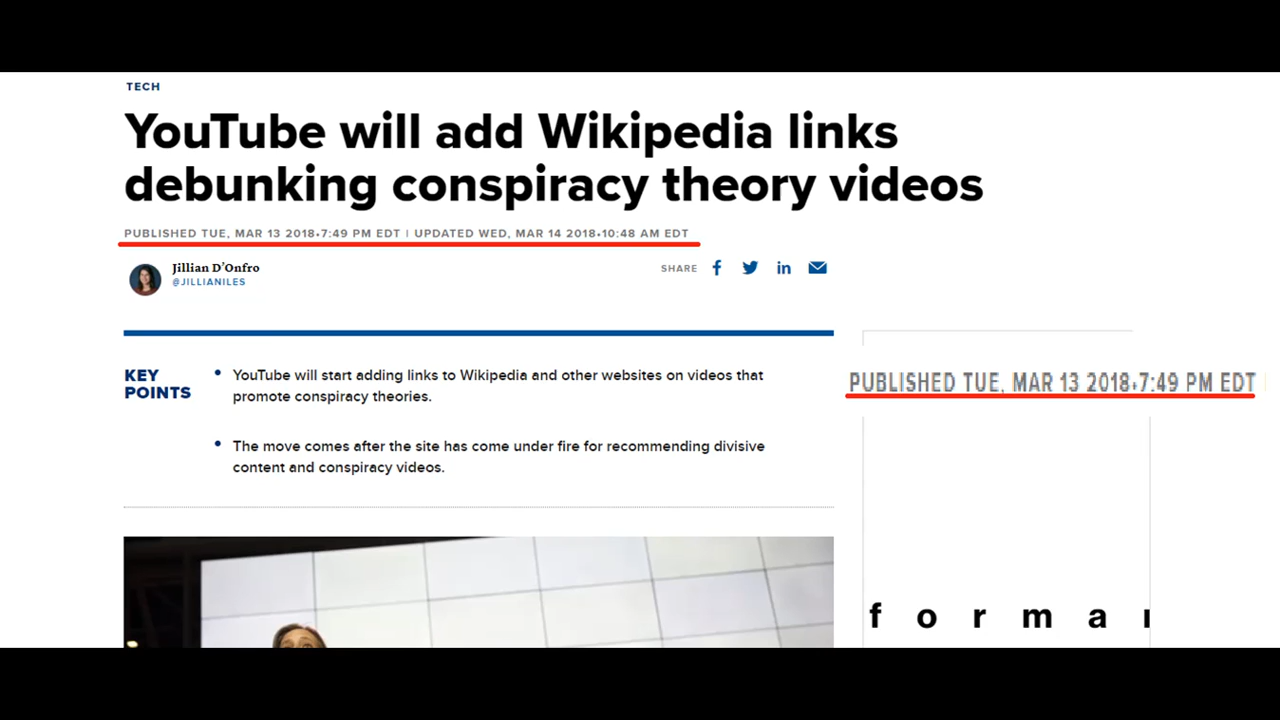 TECH
YouTube will add Wikipedia links
debunking conspiracy theory videos
PUBLISHED TUE, MAR 13 2018•7:49 PM EDT | UPDATED WED, MAR 14 2018•10:48 AM EDT
Jillian D'Onfro
@JILLIANILES
SHARE
KEY
POINTS
• YouTube will start adding links to Wikipedia and other websites on videos that
promote conspiracy theories.
• The move comes after the site has come under fire for recommending divisive
content and conspiracy videos.
PUBLISHED TUE, MAR 13 2018•7:49 PM EDT
f o r m a